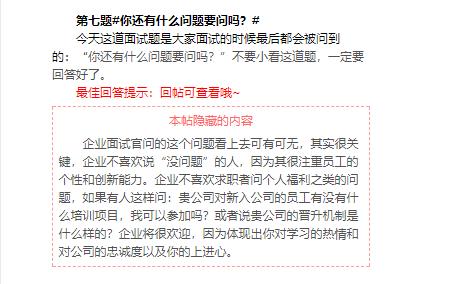 第七题#你还有什么问题要问吗？#
今天这道面试题是大家面试的时候最后都会被问到
的：“你还有什么问题要问吗？”不要小看这道题，一定要
回答好了。
最佳回答提示：回帖可查看哦~
本帖隐藏的内容
企业面试官问的这个问题看上去可有可无，其实很关
键，企业不喜欢说“没问题”的人，因为其很注重员工的
个性和创新能力。企业不喜欢求职者问个人福利之类的问
题，如果有人这样问：贵公司对新入公司的员工有没有什
么培训项目，我可以参加吗？或者说贵公司的晋升机制是
什么样的？企业将很欢迎，因为体现出你对学习的热情和
对公司的忠诚度以及你的上进心。